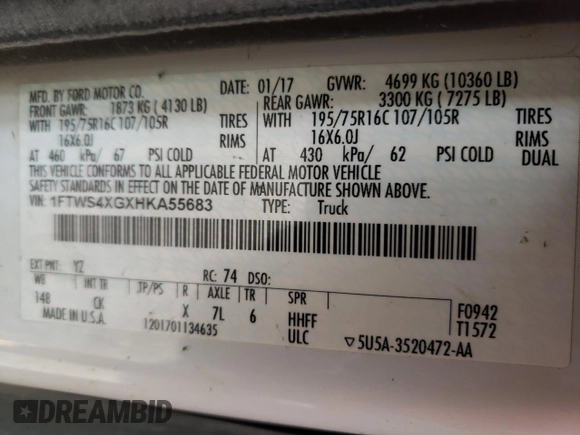 MFD. BY FORD MOTOR CO. DATE: 01/17 GVWR: 4699 KG (10360 LB)
FRONT GAWR: 1873 KG (4130 LB) REAR GAWR: 3300 KG (7275 LB)
WITH 195/75R16C 107/105R TIRES WITH 195/75R16C 107/105R TIRES
16X6.0J RIMS 16X6.0J RIMS
AT 460 kPa/ 67 PSI COLD AT 430 kPa/ 62 PSI COLD DUAL
THIS VEHICLE CONFORMS TO ALL APPLICABLE FEDERAL MOTOR VEHICLE
SAFETY STANDARDS IN EFFECT ON THE DATE OF MANUFACTURE SHOWN ABOVE.
VIN: 1FTWS4XGXHKA55683 TYPE: Truck
EXT PNT: YZ RC: 74 DSO:
WB INT TR TP/PS R AXLE TR SPR
148 CK X 7L 6 HHFF F0942
MADE IN U.S.A. 1201701134635 ULC ▽5U5A-3520472-AA T1572
DREAMBID